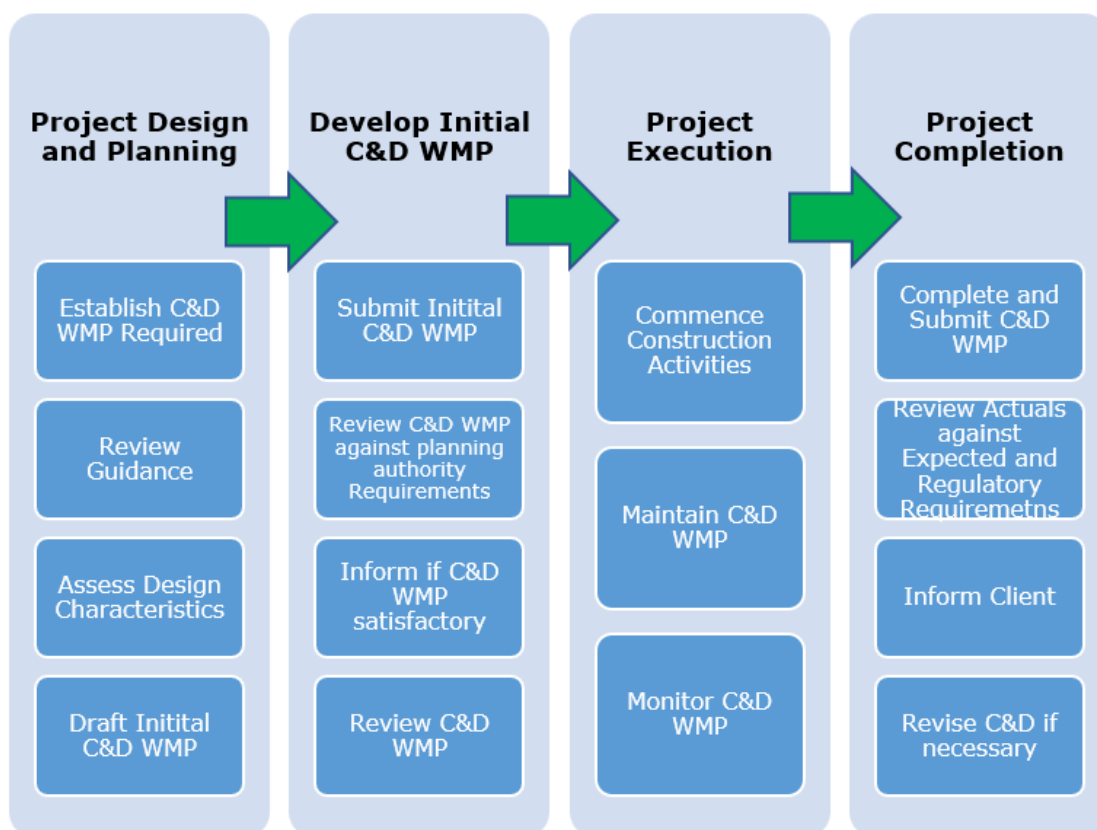 Project Design
and Planning
Establish C&D
WMP Required
Review
Guidance
Assess Design
Characteristics
Draft Initital
C&D WMP
Develop Initial
C&D WMP
Submit Initital
C&D WMP
Review C&D WMP
against planning
authority
Requirements
Inform if C&D
WMP
satisfactory
Review C&D
WMP
Project
Execution
Commence
Construction
Activities
Maintain C&D
WMP
Monitor C&D
WMP
Project
Completion
Complete and
Submit C&D
WMP
Review Actuals
against
Expected and
Regulatory
Requiremetns
Inform Client
Revise C&D if
necessary